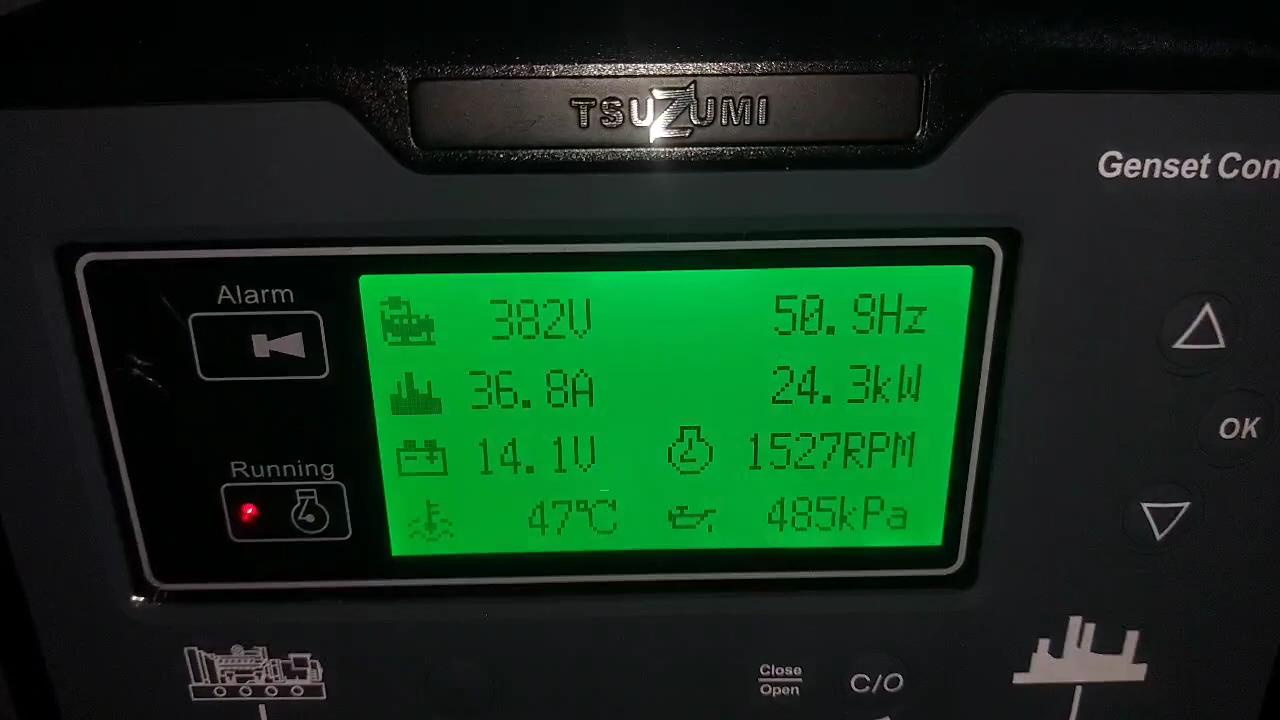 TSUZUMI
Genset Con
Alarm
382V 50.9Hz
36.8A 24.3kW
14.1V 1527RPM
Running
47°C 485kPa
OK
Close
Open
C/O